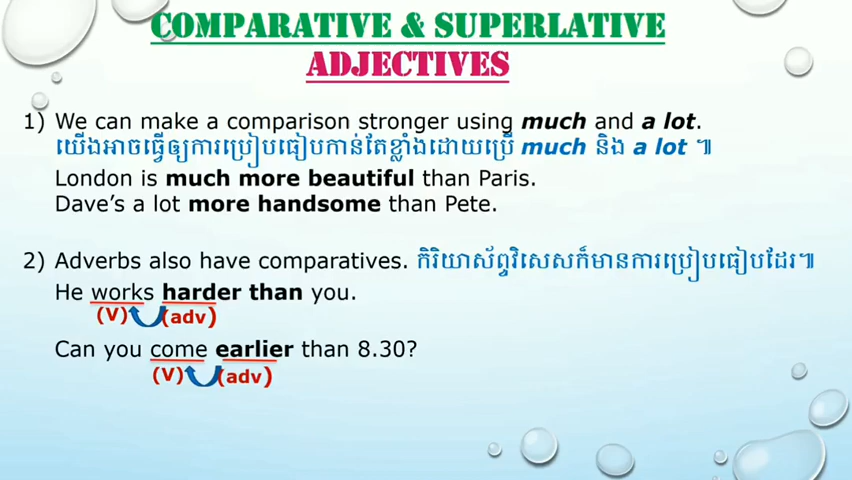 COMPARATIVE & SUPERLATIVE
ADJECTIVES
1) We can make a comparison stronger using much and a lot.
យើងអាចធ្វើឲ្យការប្រៀបធៀបកាន់តែខ្លាំងដោយប្រើ much និង a lot ៕
London is much more beautiful than Paris.
Dave's a lot more handsome than Pete.
2) Adverbs also have comparatives. កិរិយាស័ព្ទវិសេសក៏មានការប្រៀបធៀបដែរ៕
He works harder than you.
(V) (adv)
Can you come earlier than 8.30?
(V) (adv)